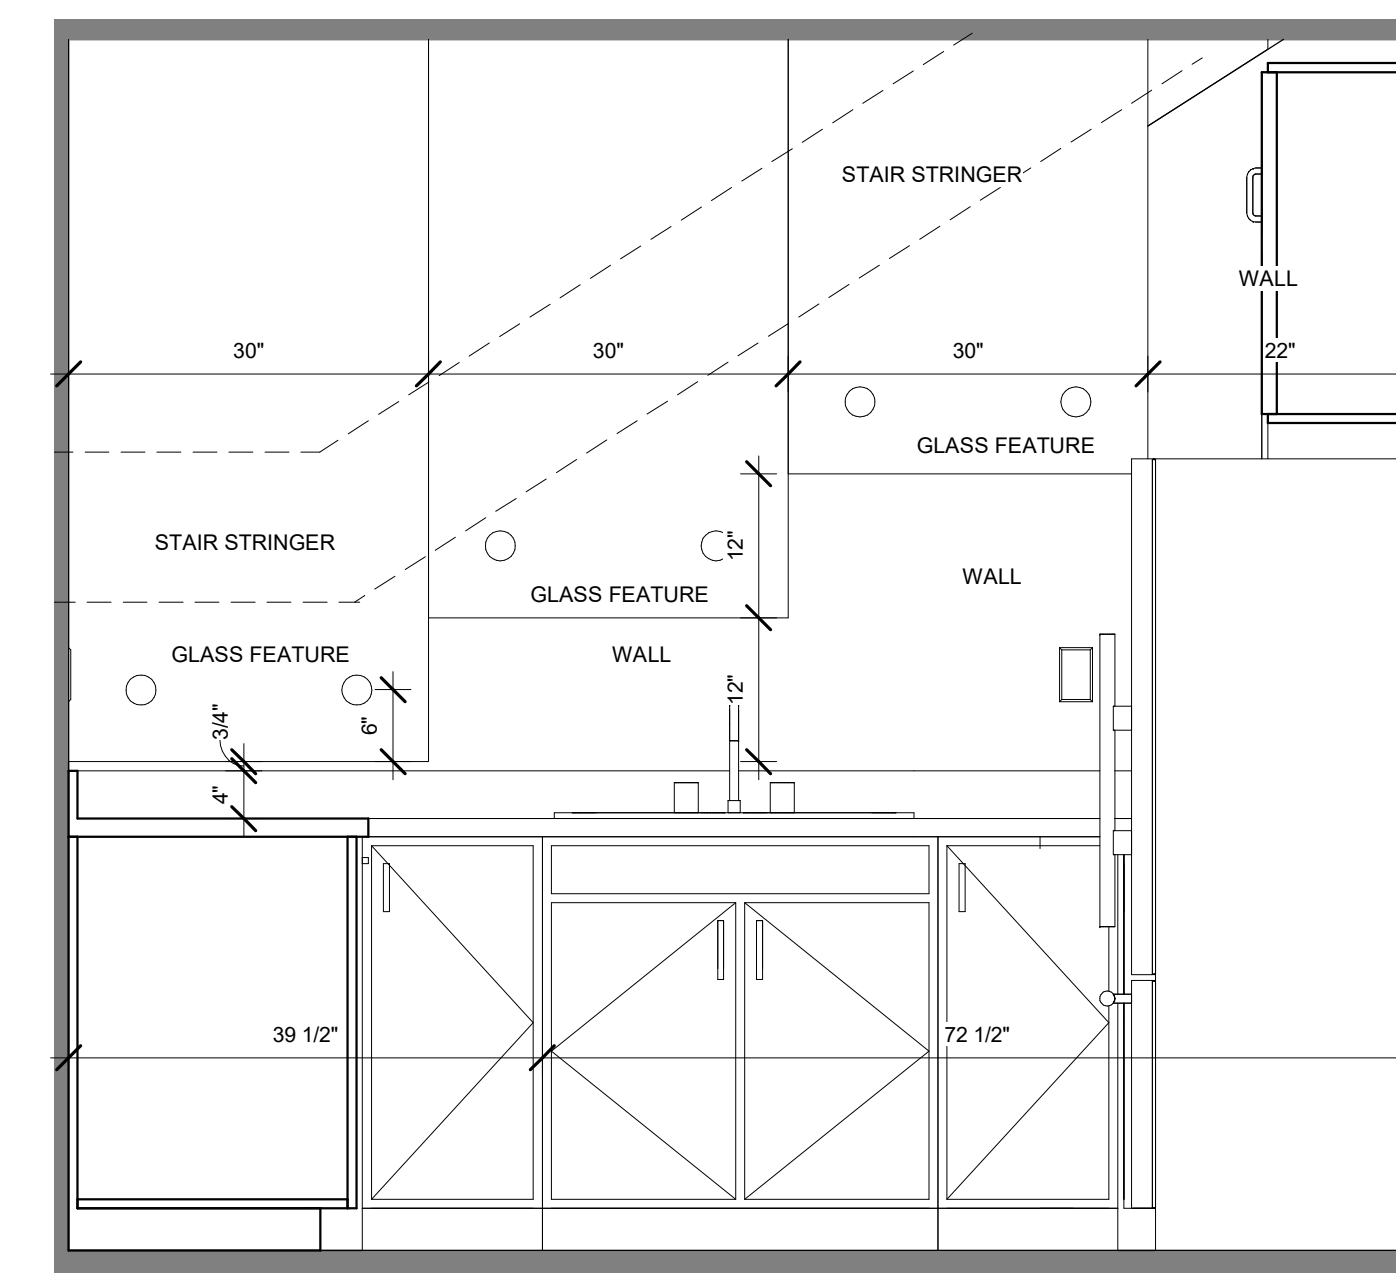 STAIR STRINGER
WALL
30"
30"
30"
22"
GLASS FEATURE
STAIR STRINGER
12"
WALL
GLASS FEATURE
GLASS FEATURE
WALL
12"
3/4"
6"
4"
39 1/2"
72 1/2"